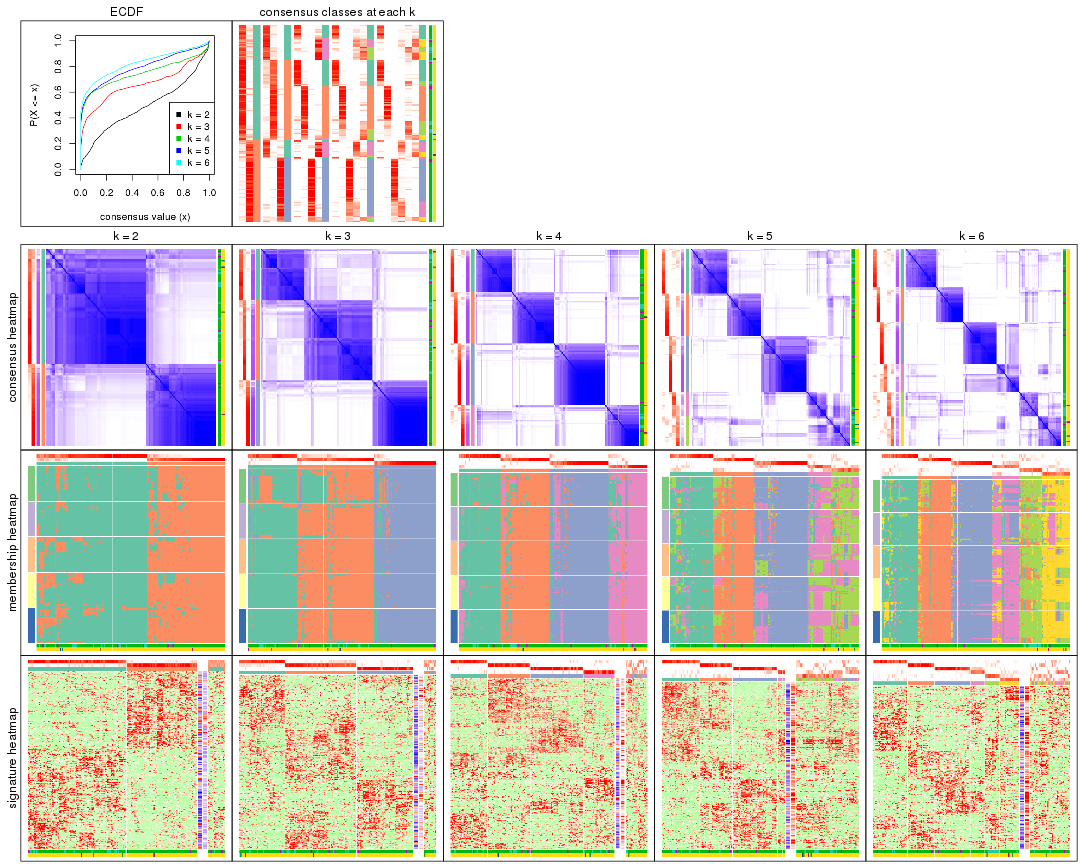 ECDF
consensus classes at each k
P(X <= x)
0.0 0.2 0.4 0.6 0.8 1.0
k = 2
k = 3
k = 4
k = 5
k = 6
0.0 0.2 0.4 0.6 0.8 1.0
consensus value (x)
k = 2
k = 3
k = 4
k = 5
k = 6
consensus heatmap
membership heatmap
signature heatmap